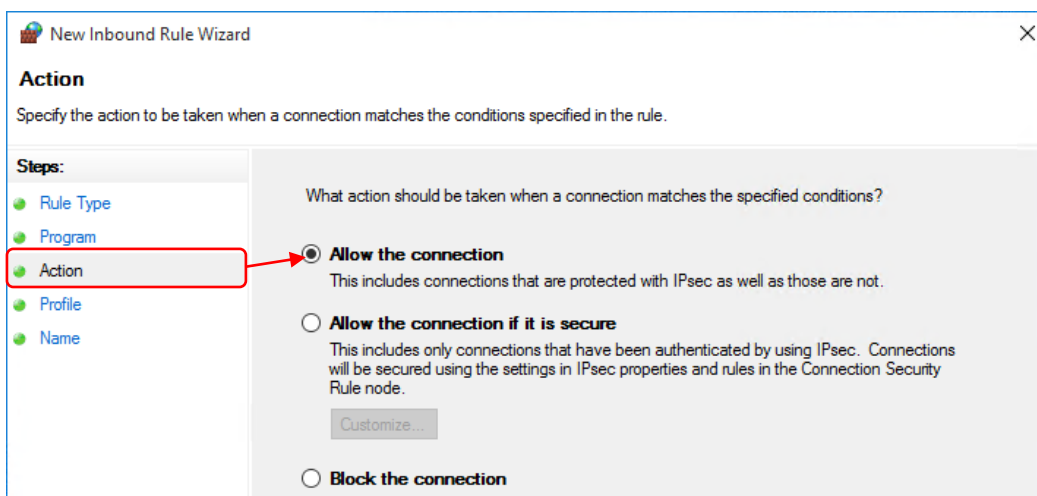 New Inbound Rule Wizard
Action
Specify the action to be taken when a connection matches the conditions specified in the rule.
Steps:
Rule Type
Program
Action
Profile
Name
What action should be taken when a connection matches the specified conditions?
Allow the connection
This includes connections that are protected with IPsec as well as those are not.
Allow the connection if it is secure
This includes only connections that have been authenticated by using IPsec. Connections
will be secured using the settings in IPsec properties and rules in the Connection Security
Rule node.
Customize...
Block the connection